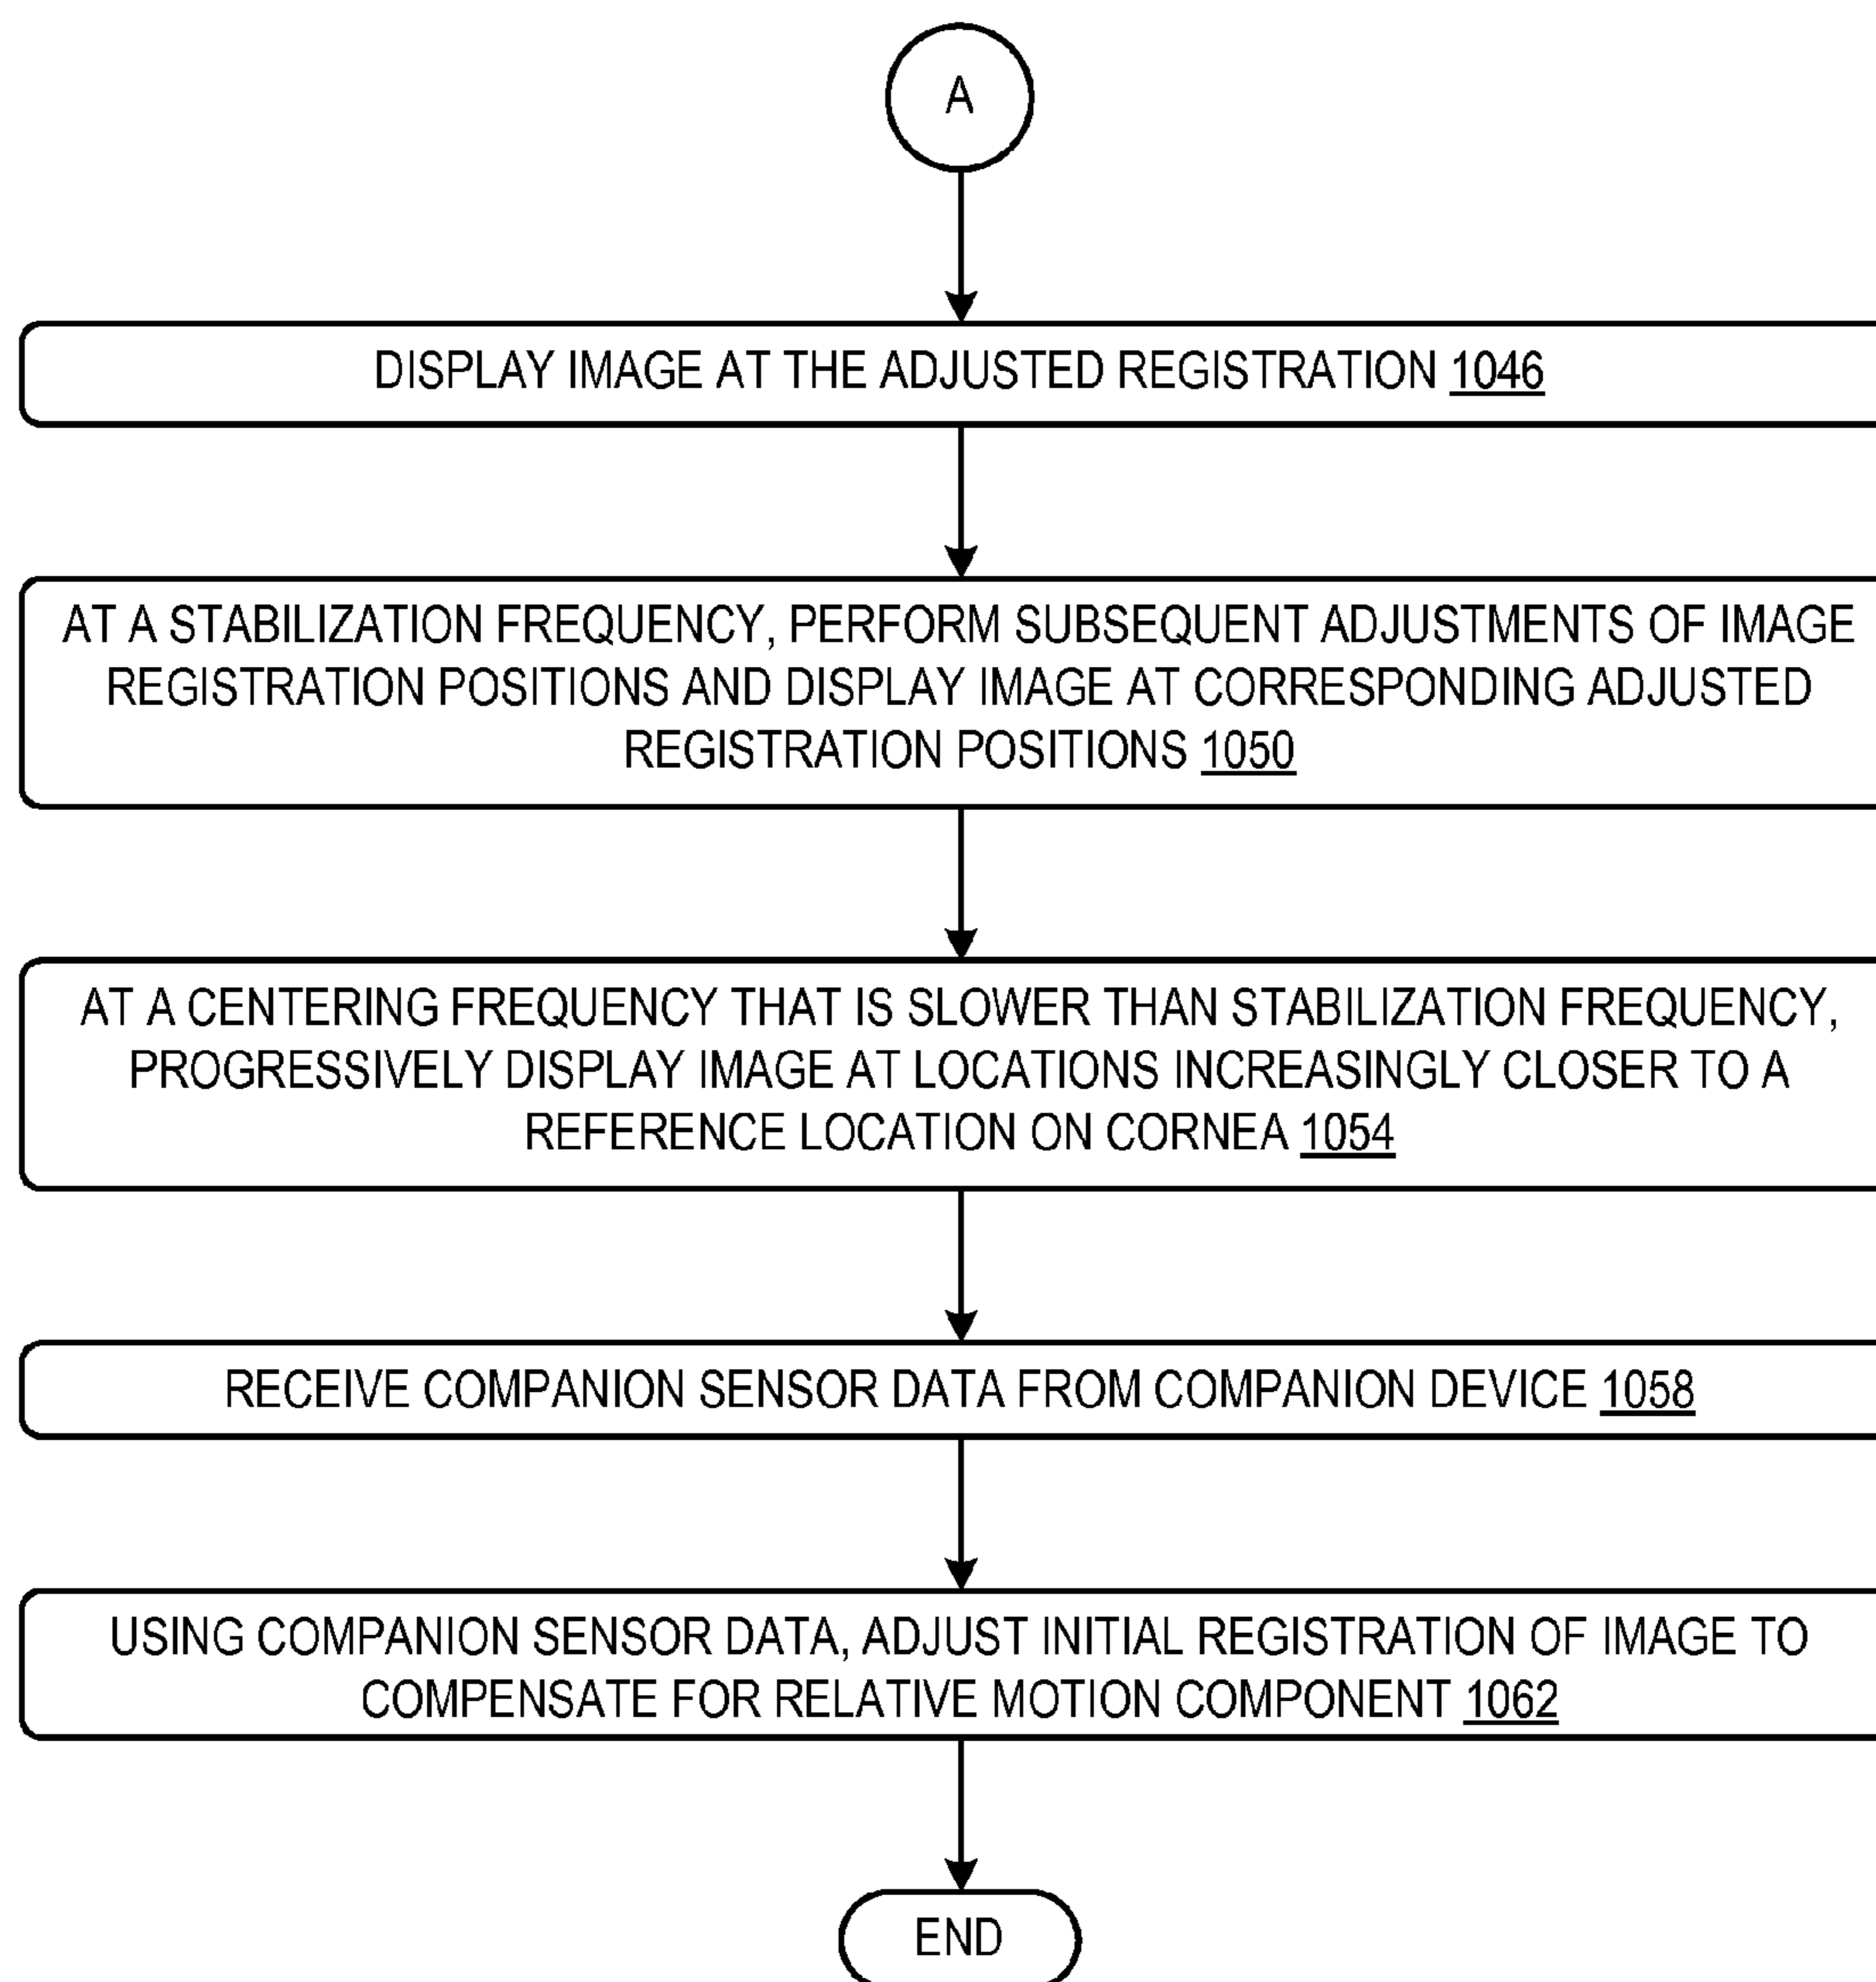 A
DISPLAY IMAGE AT THE ADJUSTED REGISTRATION 1046
AT A STABILIZATION FREQUENCY, PERFORM SUBSEQUENT ADJUSTMENTS OF IMAGE
REGISTRATION POSITIONS AND DISPLAY IMAGE AT CORRESPONDING ADJUSTED
REGISTRATION POSITIONS 1050
AT A CENTERING FREQUENCY THAT IS SLOWER THAN STABILIZATION FREQUENCY,
PROGRESSIVELY DISPLAY IMAGE AT LOCATIONS INCREASINGLY CLOSER TO A
REFERENCE LOCATION ON CORNEA 1054
RECEIVE COMPANION SENSOR DATA FROM COMPANION DEVICE 1058
USING COMPANION SENSOR DATA, ADJUST INITIAL REGISTRATION OF IMAGE TO
COMPENSATE FOR RELATIVE MOTION COMPONENT 1062
END